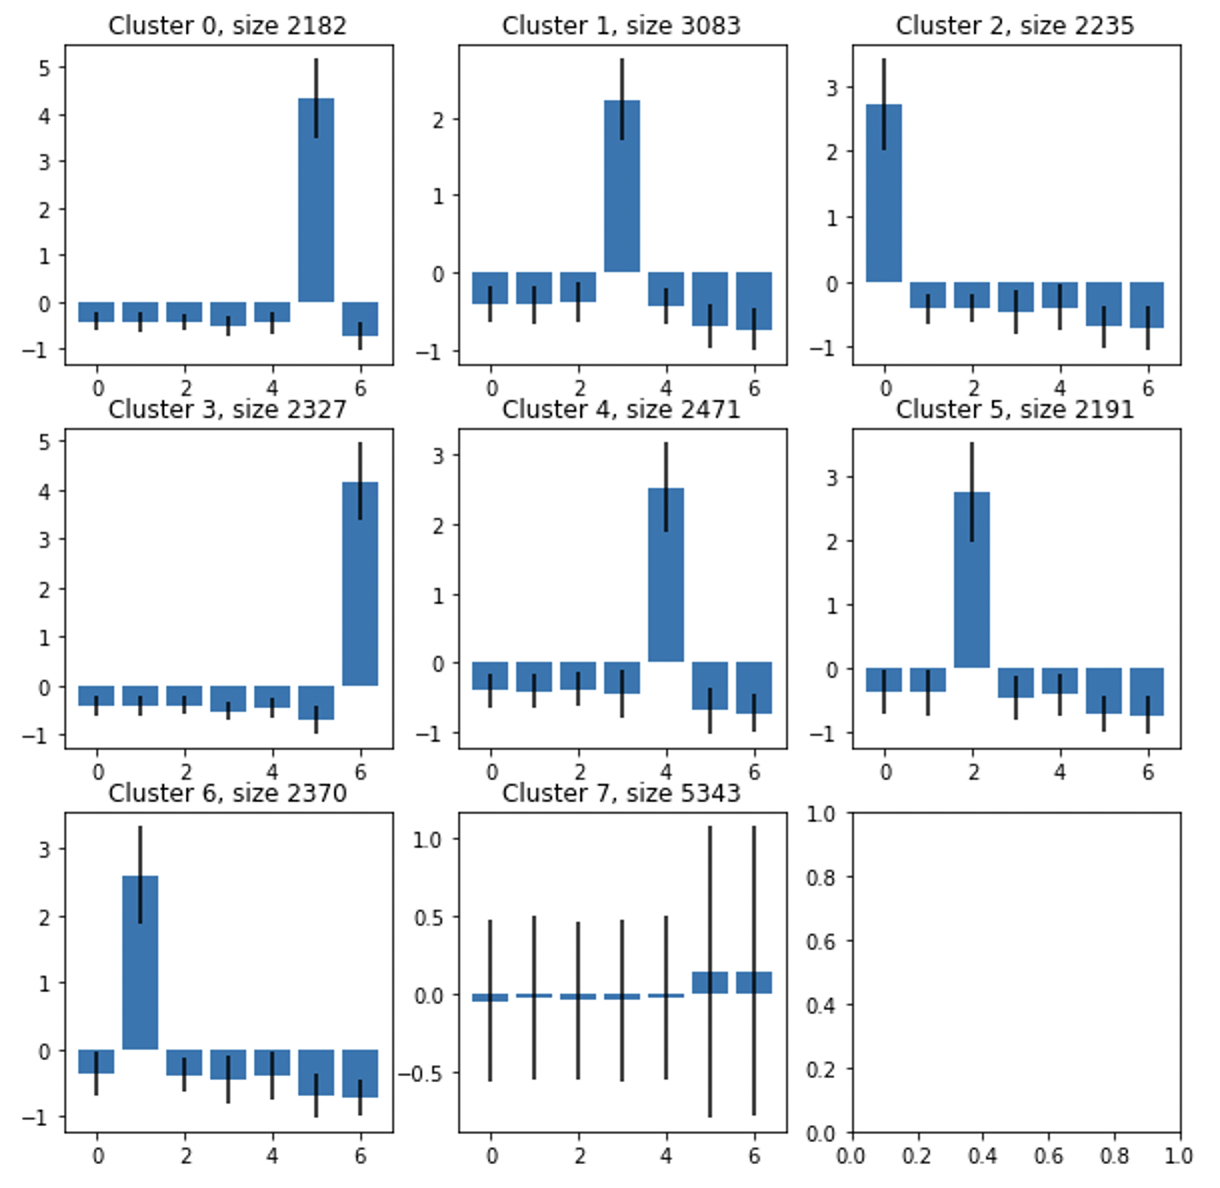 Cluster 0, size 2182
5
4
3
2
1
0
−1
0 2 4 6
Cluster 1, size 3083
2
1
0
−1
0 2 4 6
Cluster 2, size 2235
3
2
1
0
−1
0 2 4 6
Cluster 3, size 2327
5
4
3
2
1
0
−1
0 2 4 6
Cluster 4, size 2471
3
2
1
0
−1
0 2 4 6
Cluster 5, size 2191
3
2
1
0
−1
0 2 4 6
Cluster 6, size 2370
3
2
1
0
−1
0 2 4 6
Cluster 7, size 5343
1.0
0.5
0.0
−0.5
0 2 4 6
1.0
0.8
0.6
0.4
0.2
0.0
0.0 0.2 0.4 0.6 0.8 1.0